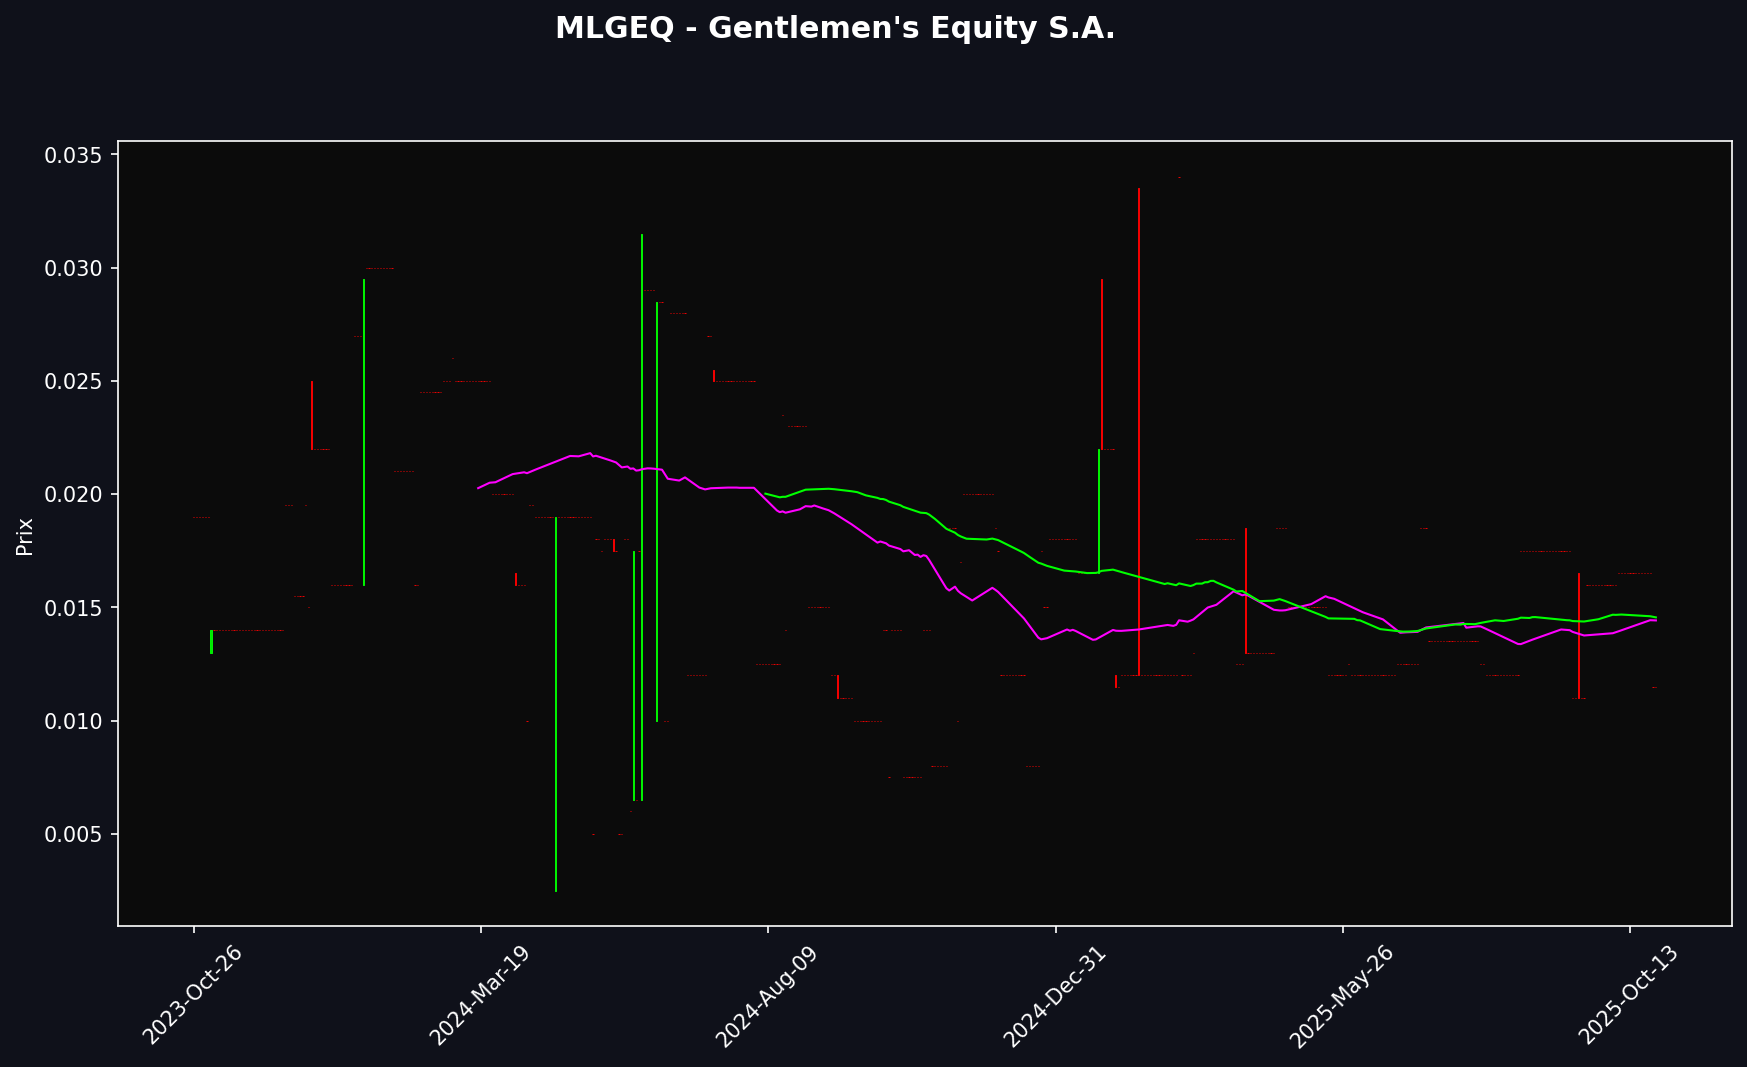 MLGEQ - Gentlemen's Equity S.A.
Prix
0.035
0.030
0.025
0.020
0.015
0.010
0.005
2023-Oct-26
2024-Mar-19
2024-Aug-09
2024-Dec-31
2025-May-26
2025-Oct-13